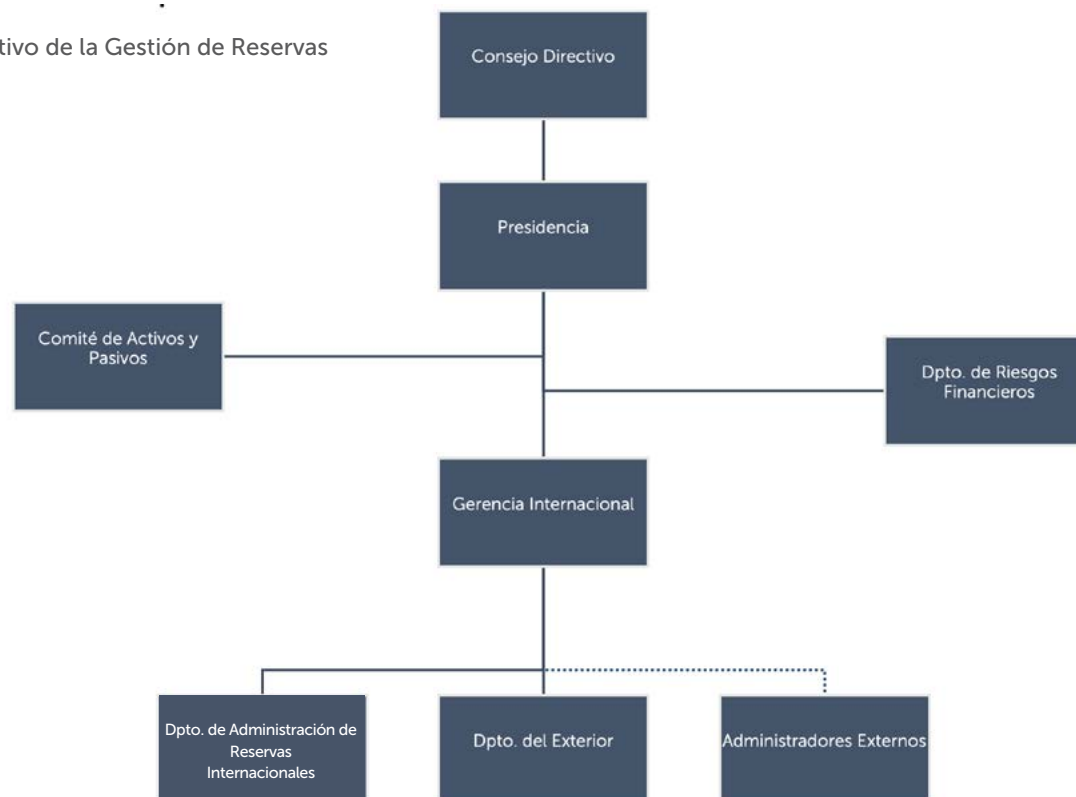 de la Gestión de Reservas
Consejo Directivo
Presidencia
Comité de Activos y
Pasivos
Dpto. de Riesgos
Financieros
Gerencia Internacional
Dpto. de Administración de
Reservas
Internacionales
Dpto. del Exterior
Administradores Externos